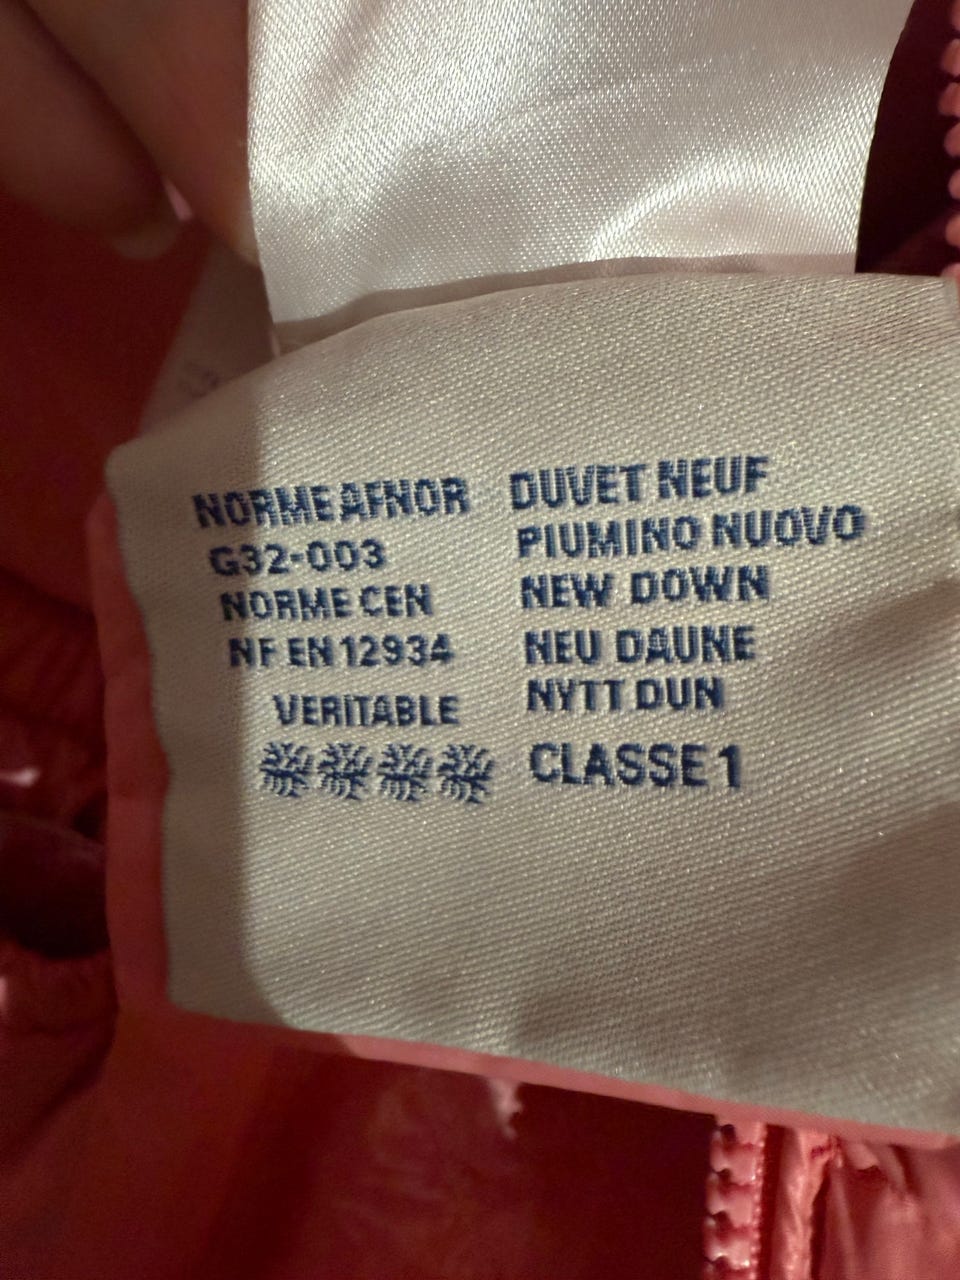 NORME AFNOR
G32-003
NORME CEN
NF EN 12934
VERITABLE
DUVET NEUF
PIUMINO NUOVO
NEW DOWN
NEU DAUNE
NYTT DUN
CLASSE 1